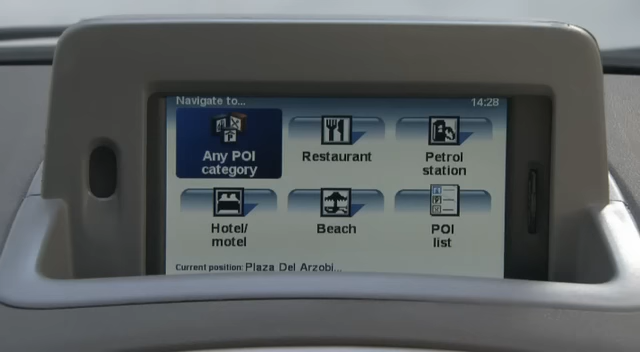 Navigate to... 14:28
Any POI category
Restaurant
Petrol station
Hotel/ motel
Beach
POI list
Current position: Plaza Del Arzobi...